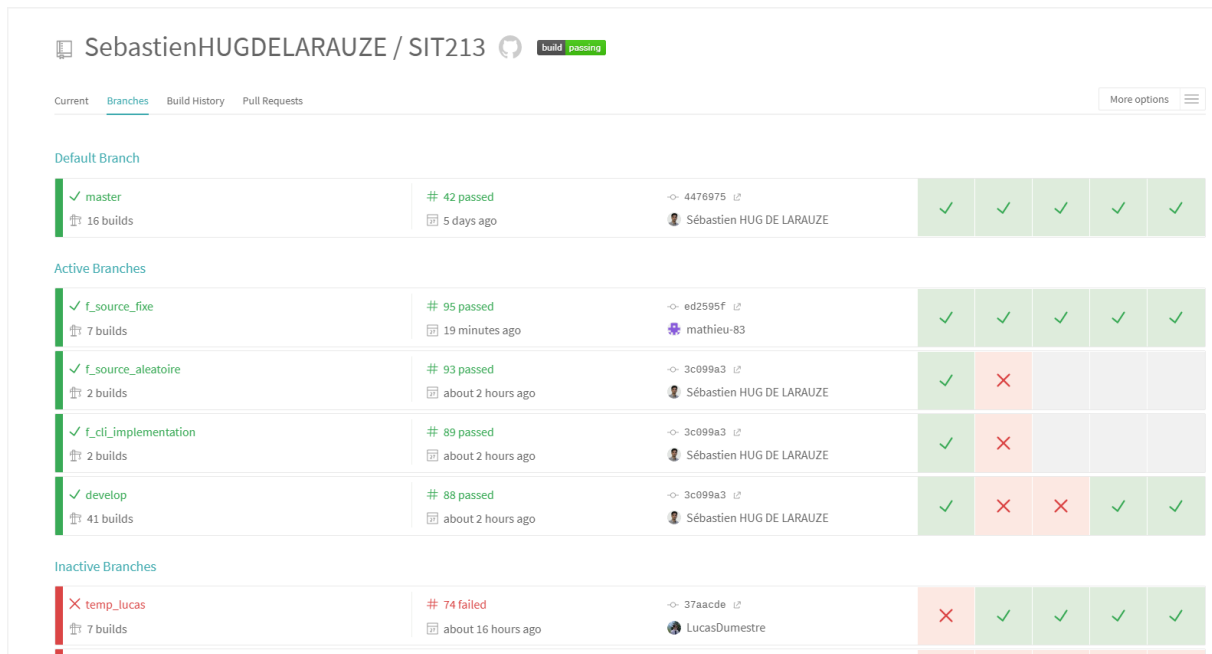 SebastienHUGDELARAUZE / SIT213 build passing
Current Branches Build History Pull Requests More options
Default Branch
master # 42 passed 4476975
16 builds 5 days ago Sébastien HUG DE LARAUZE
Active Branches
f_source_fixe # 95 passed ed2595f
7 builds 19 minutes ago mathieu-83
f_source_aleatoire # 93 passed 3c099a3
2 builds about 2 hours ago Sébastien HUG DE LARAUZE
f_cli_implementation # 89 passed 3c099a3
2 builds about 2 hours ago Sébastien HUG DE LARAUZE
develop # 88 passed 3c099a3
41 builds about 2 hours ago Sébastien HUG DE LARAUZE
Inactive Branches
temp_lucas # 74 failed 37aacde
7 builds about 16 hours ago LucasDumestre